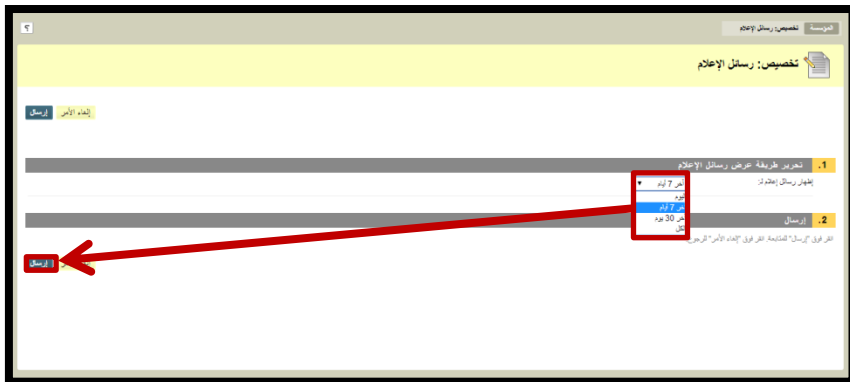 المؤسسة تخصيص: رسائل الإعلام
؟
تخصيص: رسائل الإعلام
إلغاء الأمر إرسال
1. تحرير طريقة عرض رسائل الإعلام
إظهار رسائل إعلام لـ: آخر 7 أيام
اليوم
آخر 7 أيام
آخر 30 يوم
الكل
2. إرسال
انقر فوق "إرسال" للمتابعة. انقر فوق "إلغاء الأمر" للرجوع.
إرسال